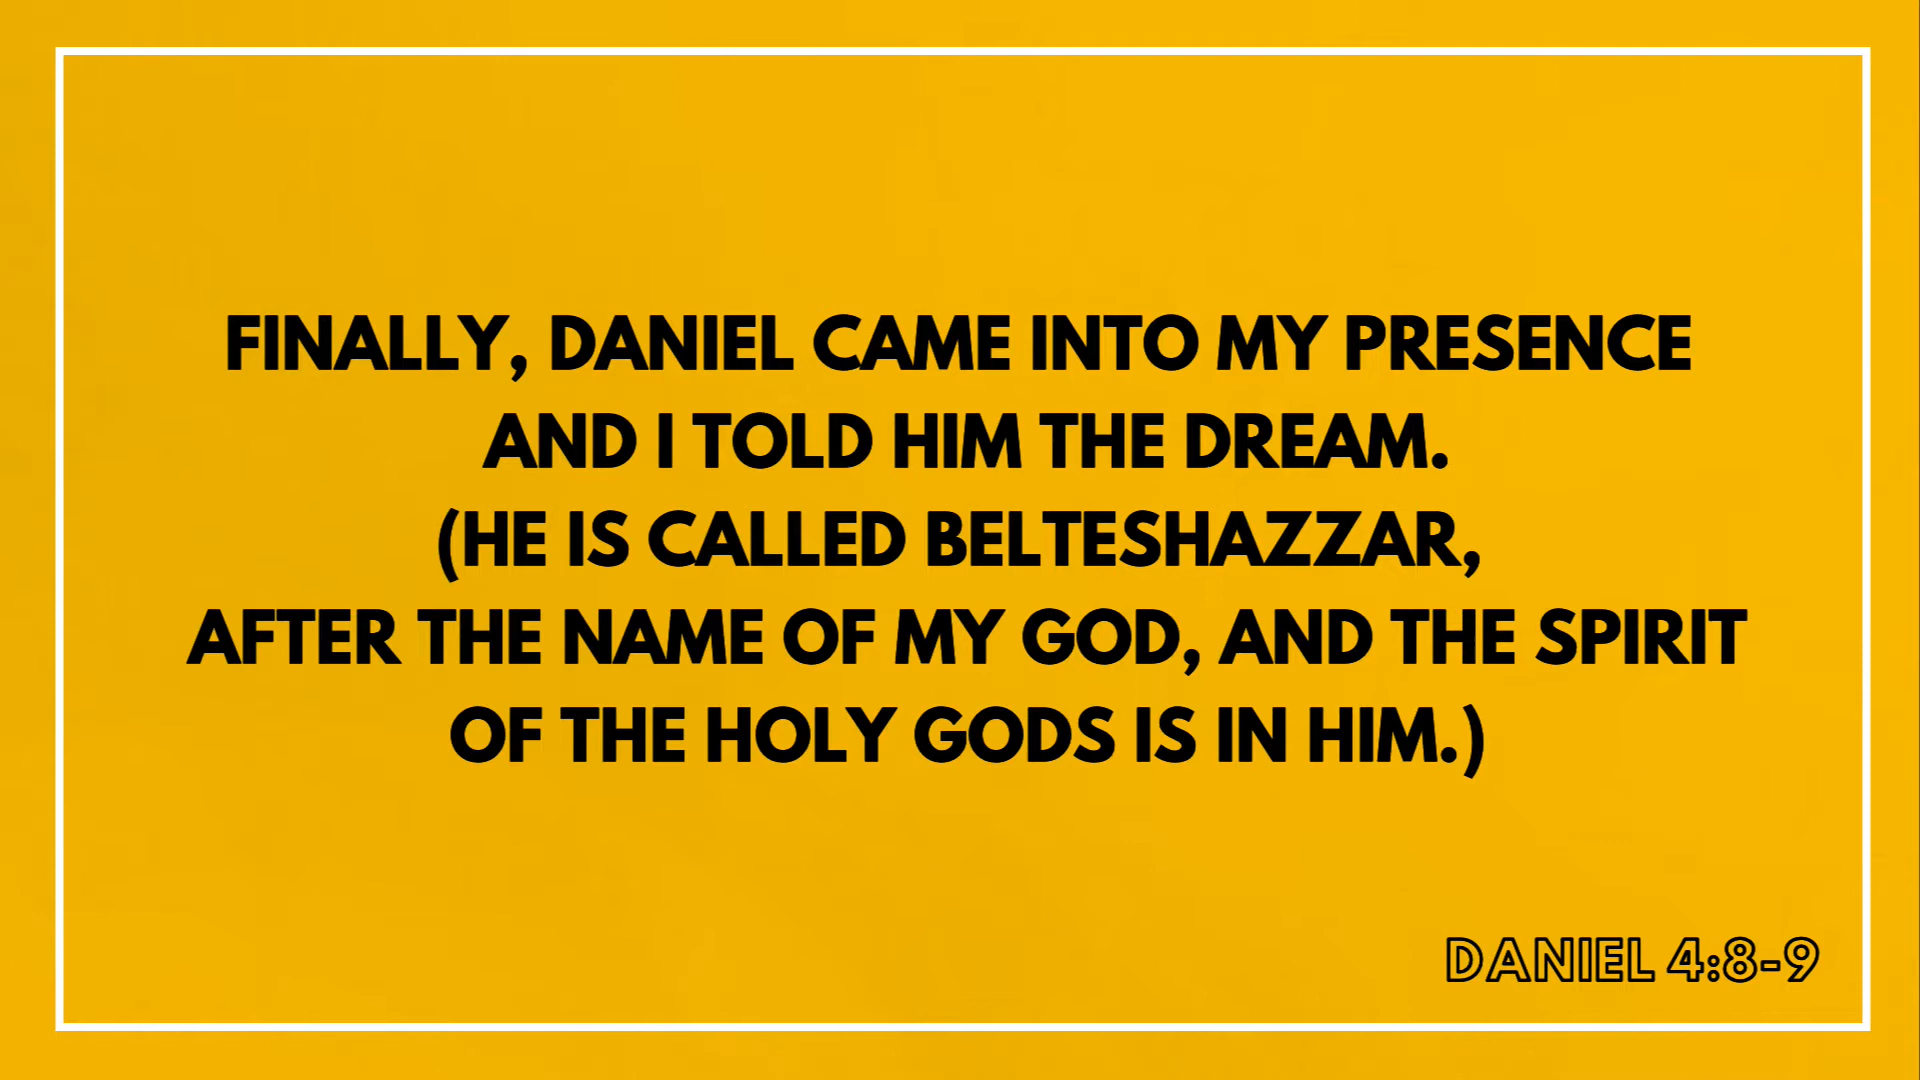 FINALLY, DANIEL CAME INTO MY PRESENCE
AND I TOLD HIM THE DREAM.
(HE IS CALLED BELTESHAZZAR,
AFTER THE NAME OF MY GOD, AND THE SPIRIT
OF THE HOLY GODS IS IN HIM.)
DANIEL 4:8-9